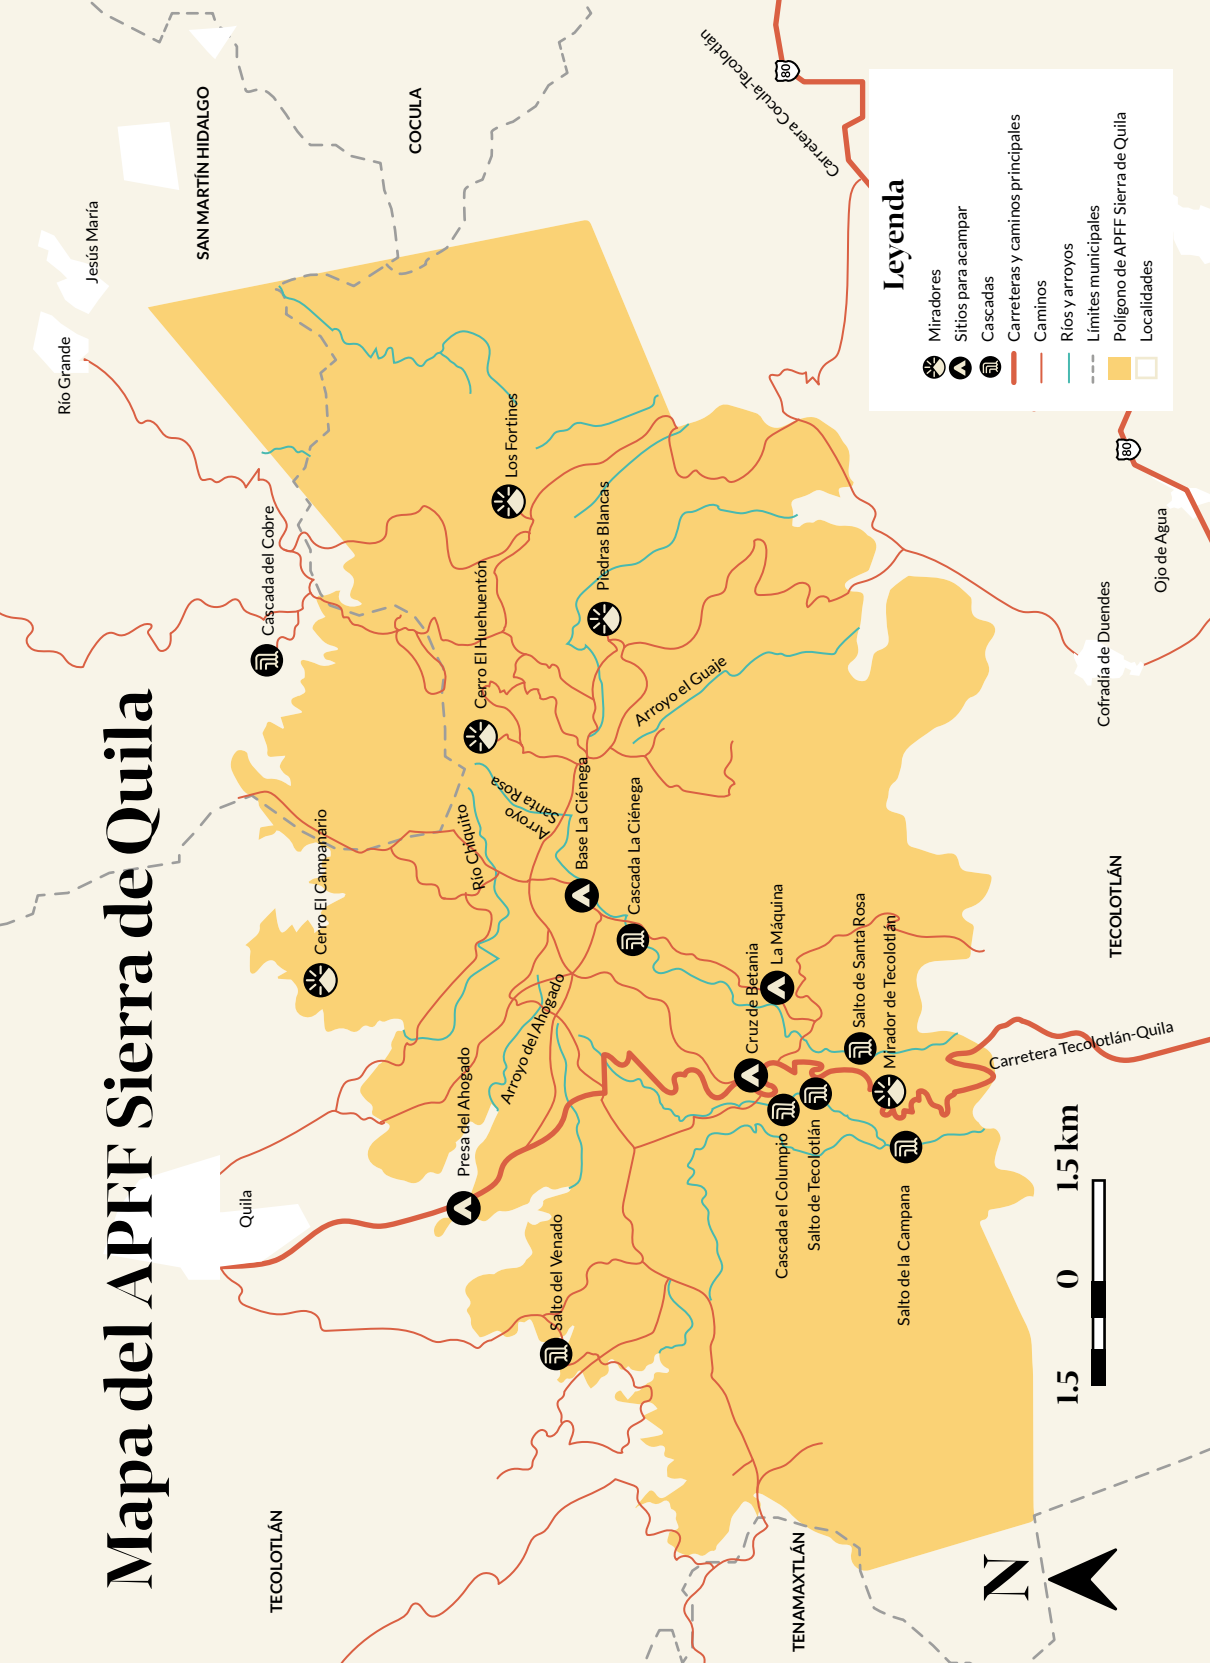 Mapa del APFF Sierra de Quila
Río Grande
Jesús María
SAN MARTÍN HIDALGO
COCULA
Quila
TECOLOTLÁN
Cascada del Cobre
Cerro El Campanario
Cerro El Huehuentón
Los Fortines
Piedras Blancas
Río Chiquito
Arroyo
Santa Rosa
Arroyo el Guaje
Base La Ciénega
Cascada La Ciénega
Presa del Ahogado
Arroyo del Ahogado
Salto del Venado
Cruz de Betania
La Máquina
Cascada el Columpio
Salto de Tecolotlán
Salto de Santa Rosa
Mirador de Tecolotlán
Salto de la Campana
Carretera Tecolotlán-Quila
Carretera Cocula-Tecolotlán
80
80
Cofradía de Duendes
Ojo de Agua
TECOLOTLÁN
TENAMAXTLÁN
N
1.5 0 1.5 km
Leyenda
Miradores
Sitios para acampar
Cascadas
Carreteras y caminos principales
Caminos
Ríos y arroyos
Límites municipales
Polígono de APFF Sierra de Quila
Localidades